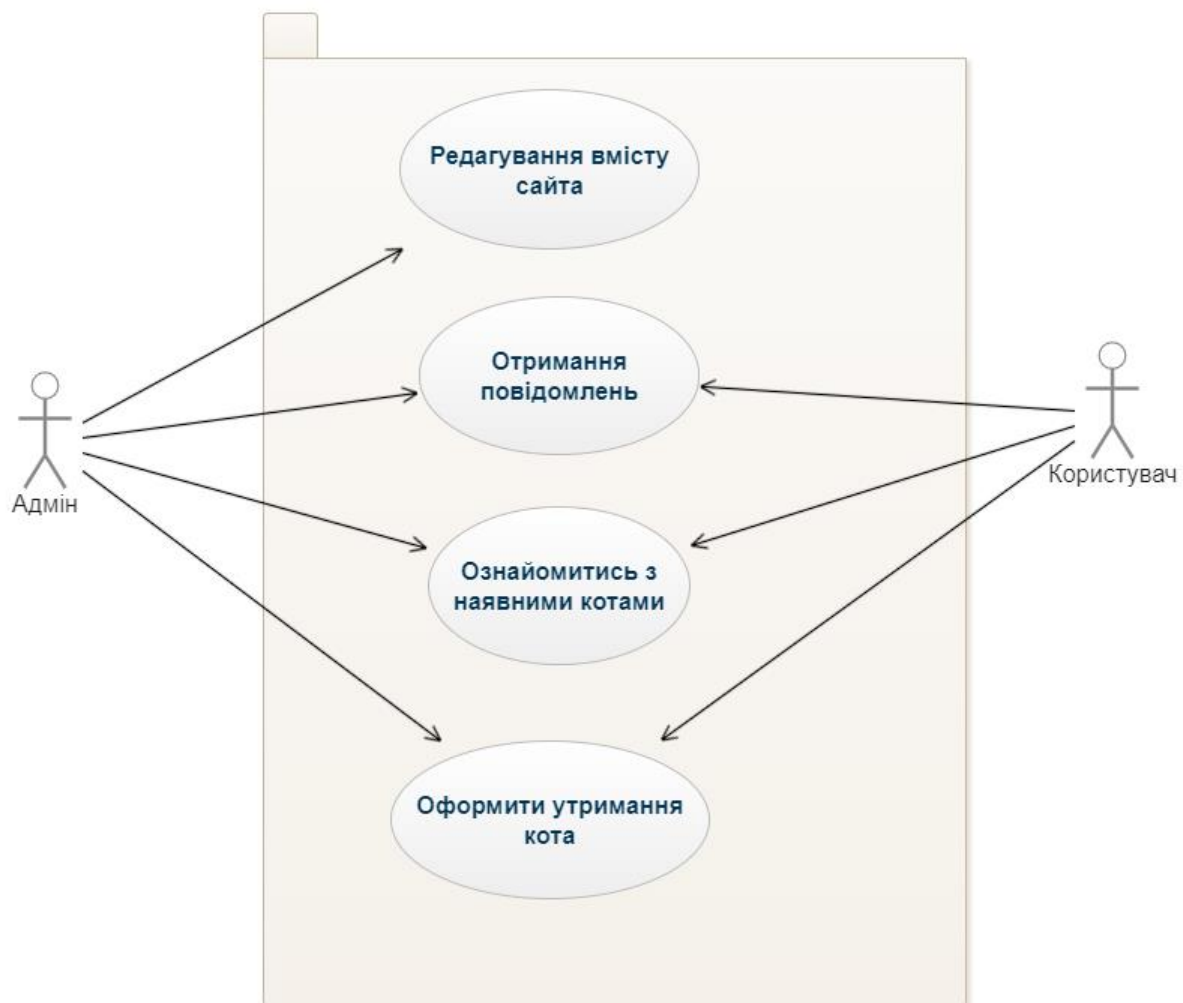 Редагування вмісту
сайта
Отримання
повідомлень
Адмін
Користувач
Ознайомитись з
наявними котами
Оформити утримання
кота